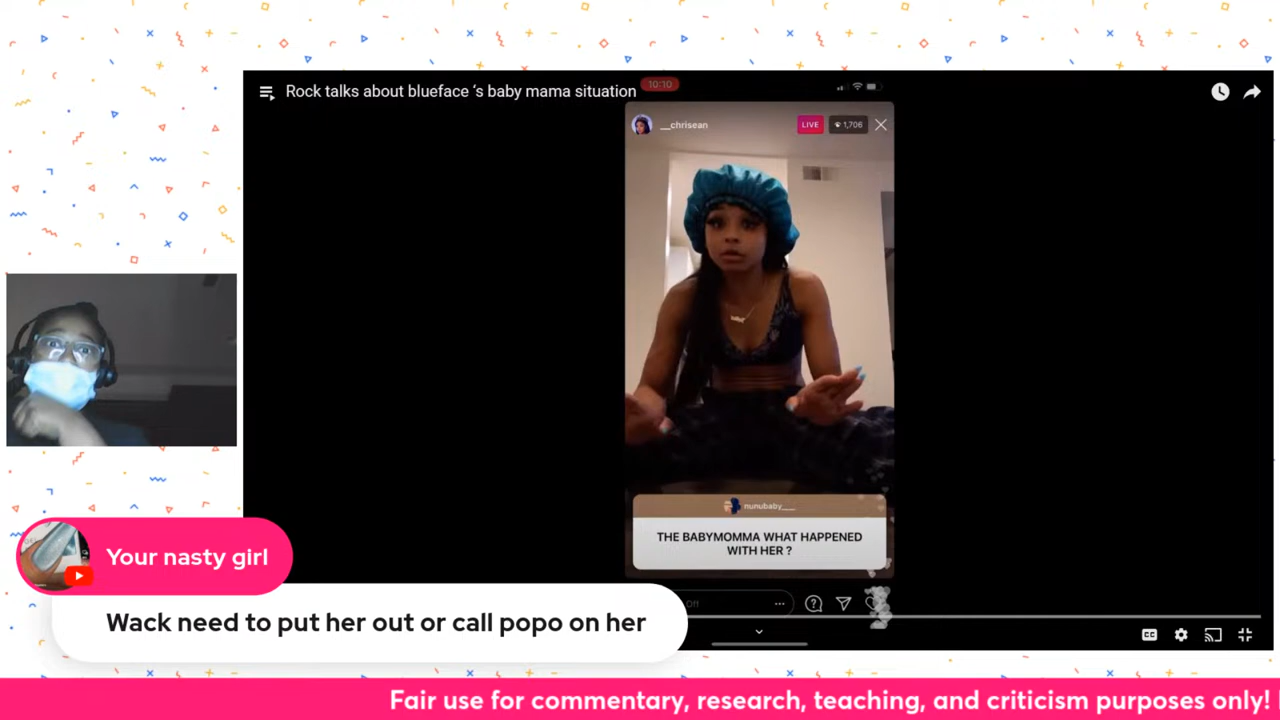 Rock talks about blueface ‘s baby mama situation
10:10
__chrisean
LIVE
1,706
nunubaby___
THE BABYMOMMA WHAT HAPPENED
WITH HER ?
Your nasty girl
Wack need to put her out or call popo on her
CC
Fair use for commentary, research, teaching, and criticism purposes only!